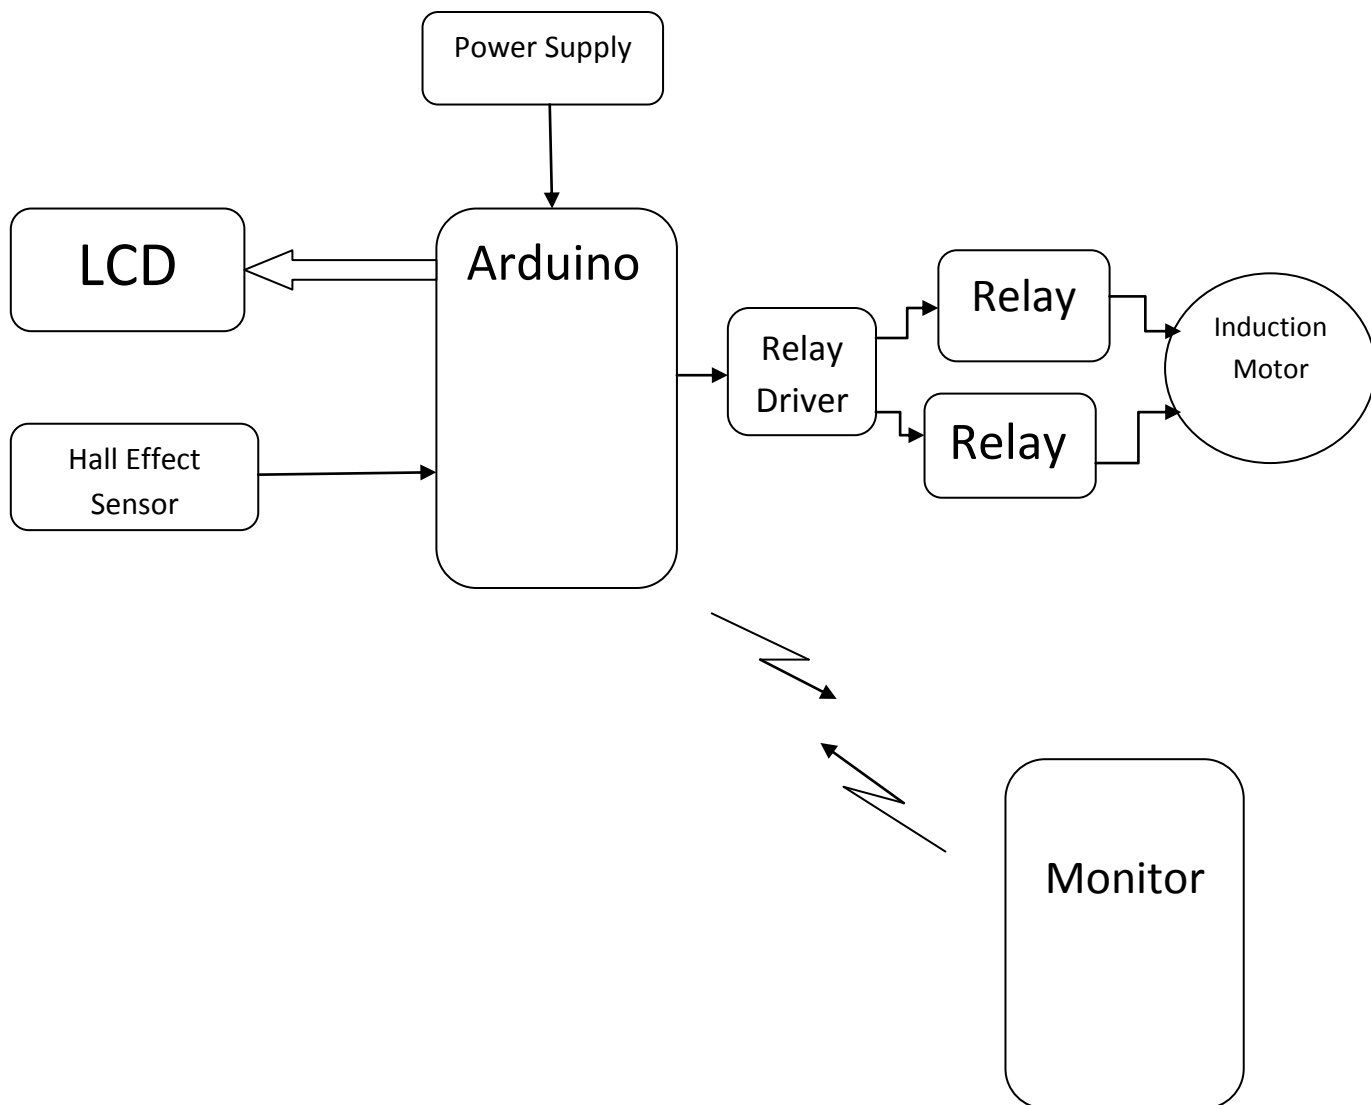 Power Supply
LCD
Arduino
Relay
Induction
Motor
Relay
Driver
Relay
Hall Effect
Sensor
Monitor